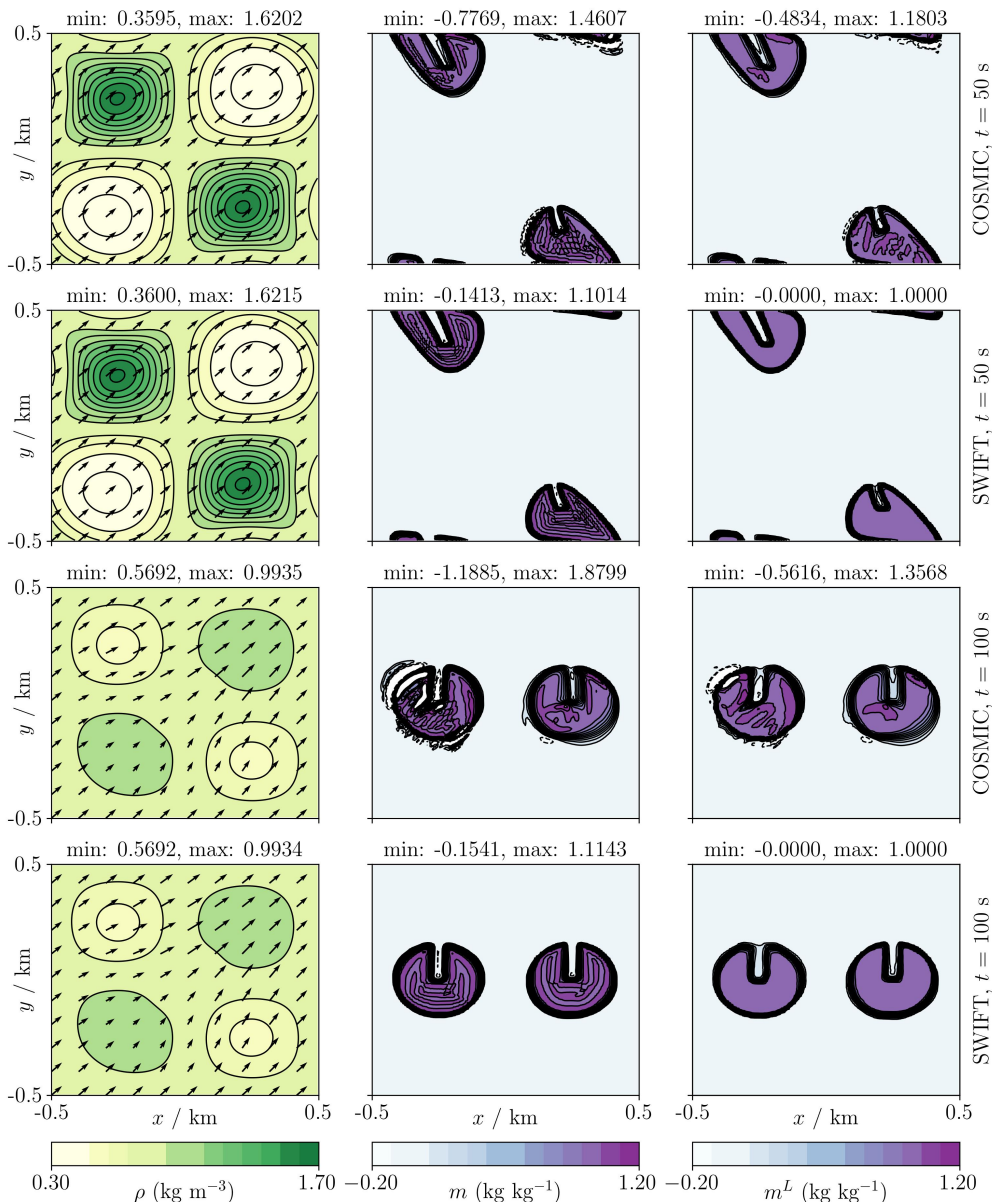 min: 0.3595, max: 1.6202
min: -0.7769, max: 1.4607
min: -0.4834, max: 1.1803
0.5
y / km
-0.5
COSMIC, t = 50 s
min: 0.3600, max: 1.6215
min: -0.1413, max: 1.1014
min: -0.0000, max: 1.0000
0.5
y / km
-0.5
SWIFT, t = 50 s
min: 0.5692, max: 0.9935
min: -1.1885, max: 1.8799
min: -0.5616, max: 1.3568
0.5
y / km
-0.5
COSMIC, t = 100 s
min: 0.5692, max: 0.9934
min: -0.1541, max: 1.1143
min: -0.0000, max: 1.0000
0.5
y / km
-0.5
SWIFT, t = 100 s
-0.5 x / km 0.5
-0.5 x / km 0.5
-0.5 x / km 0.5
0.30 ρ (kg m⁻³) 1.70
−0.20 m (kg kg⁻¹) 1.20
−0.20 mᴸ (kg kg⁻¹) 1.20